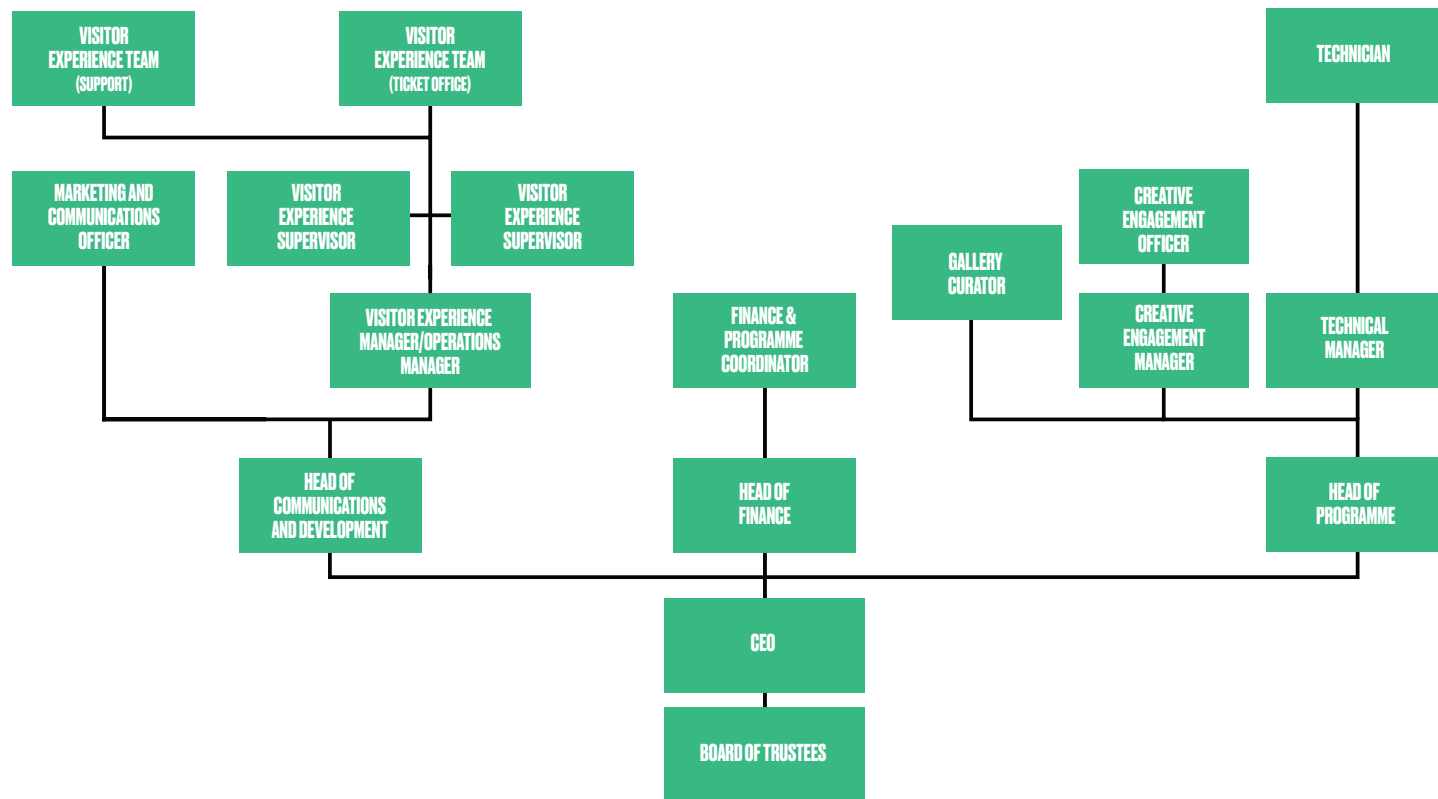 VISITOR
EXPERIENCE TEAM
(SUPPORT)
VISITOR
EXPERIENCE TEAM
(TICKET OFFICE)
TECHNICIAN
MARKETING AND
COMMUNICATIONS
OFFICER
VISITOR
EXPERIENCE
SUPERVISOR
VISITOR
EXPERIENCE
SUPERVISOR
CREATIVE
ENGAGEMENT
OFFICER
GALLERY
CURATOR
VISITOR EXPERIENCE
MANAGER/OPERATIONS
MANAGER
FINANCE &
PROGRAMME
COORDINATOR
CREATIVE
ENGAGEMENT
MANAGER
TECHNICAL
MANAGER
HEAD OF
COMMUNICATIONS
AND DEVELOPMENT
HEAD OF
FINANCE
HEAD OF
PROGRAMME
CEO
BOARD OF TRUSTEES